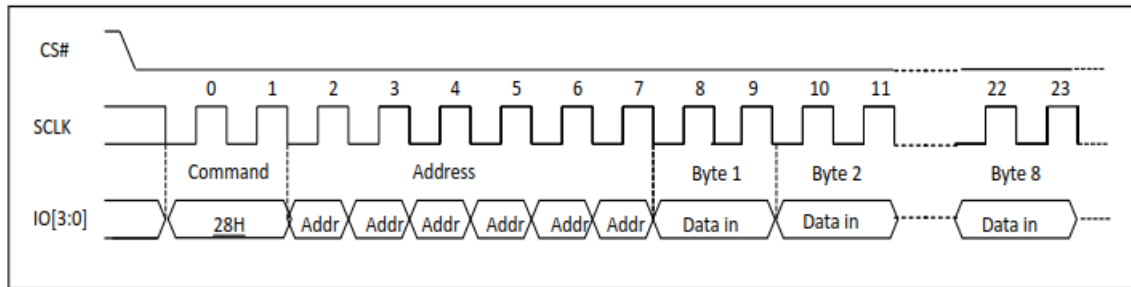 CS#
0 1 2 3 4 5 6 7 8 9 10 11 22 23
SCLK
Command Address Byte 1 Byte 2 Byte 8
IO[3:0] 28H Addr Addr Addr Addr Addr Addr Data in Data in Data in